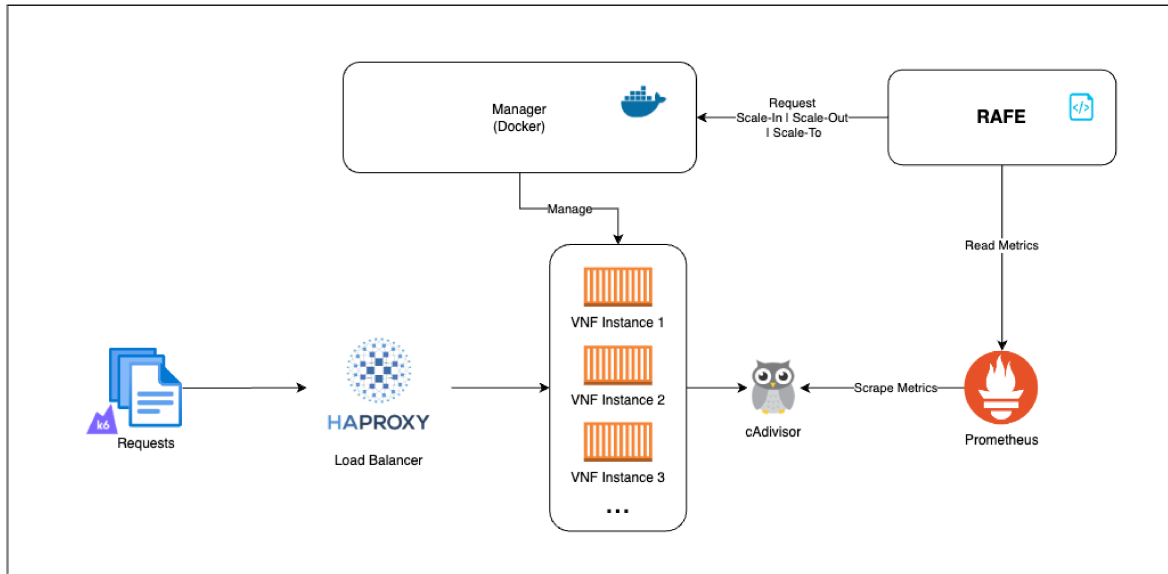 Manager
(Docker)
Request
Scale-In | Scale-Out
| Scale-To
RAFE
</>
Manage
Read Metrics
VNF Instance 1
VNF Instance 2
VNF Instance 3
...
k6
Requests
HAPROXY
Load Balancer
cAdivisor
Scrape Metrics
Prometheus